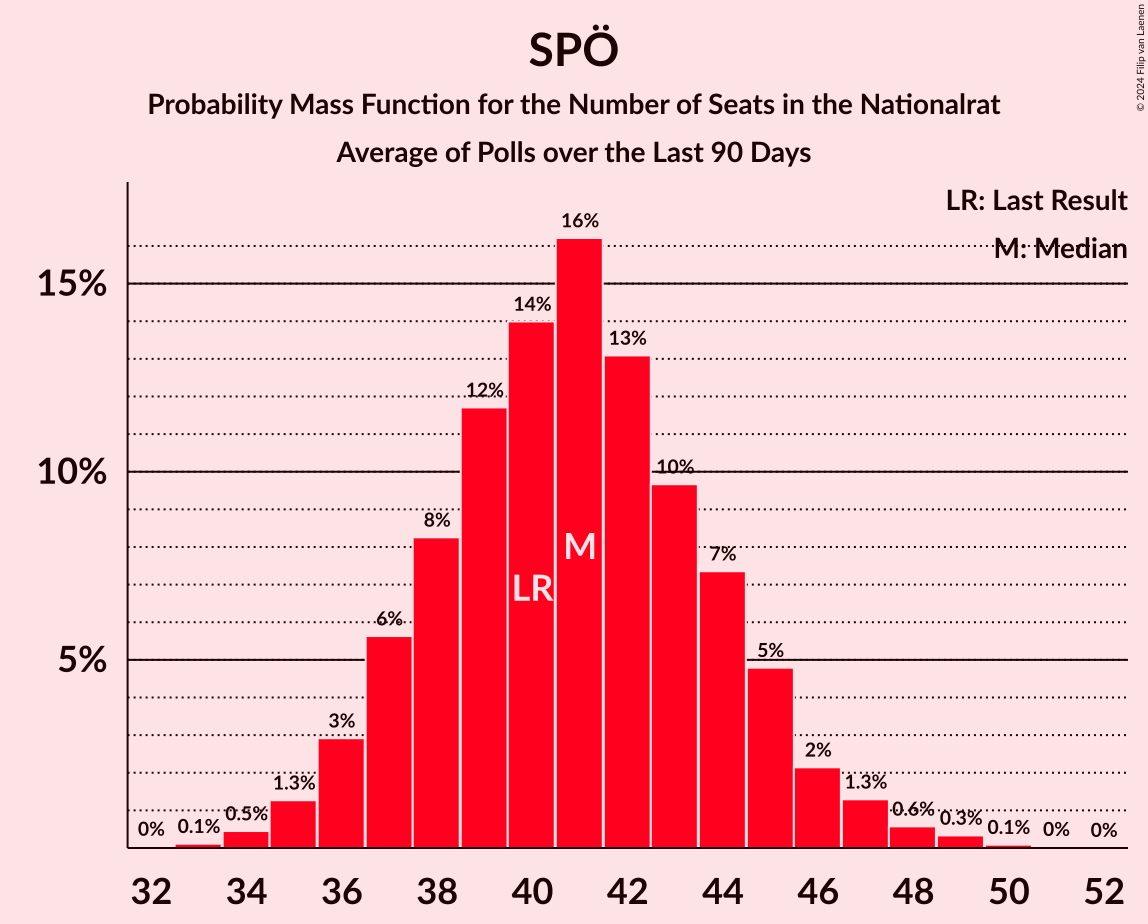 SPÖ
Probability Mass Function for the Number of Seats in the Nationalrat
Average of Polls over the Last 90 Days
© 2024 Filip van Laenen
LR: Last Result
M: Median
15%
10%
5%
0%
0.1%
0.5%
1.3%
3%
6%
8%
12%
14%
16%
13%
10%
7%
5%
2%
1.3%
0.6%
0.3%
0.1%
0%
0%
LR
M
32 34 36 38 40 42 44 46 48 50 52